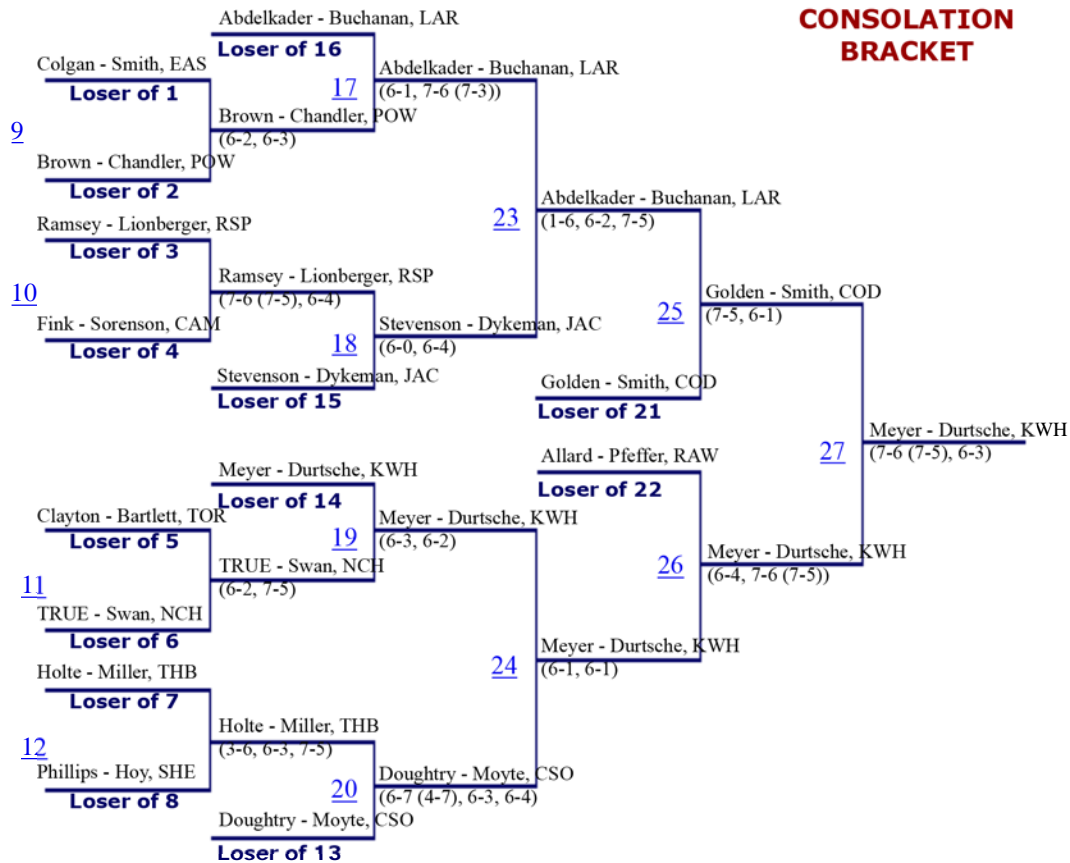 CONSOLATION
BRACKET
Abdelkader - Buchanan, LAR
Loser of 16
Colgan - Smith, EAS
Loser of 1
17
Abdelkader - Buchanan, LAR
(6-1, 7-6 (7-3))
9
Brown - Chandler, POW
(6-2, 6-3)
Brown - Chandler, POW
Loser of 2
23
Abdelkader - Buchanan, LAR
(1-6, 6-2, 7-5)
Ramsey - Lionberger, RSP
Loser of 3
10
Ramsey - Lionberger, RSP
(7-6 (7-5), 6-4)
25
Golden - Smith, COD
(7-5, 6-1)
Fink - Sorenson, CAM
Loser of 4
18
Stevenson - Dykeman, JAC
(6-0, 6-4)
Stevenson - Dykeman, JAC
Loser of 15
Golden - Smith, COD
Loser of 21
27
Meyer - Durtsche, KWH
(7-6 (7-5), 6-3)
Meyer - Durtsche, KWH
Loser of 14
Allard - Pfeffer, RAW
Loser of 22
Clayton - Bartlett, TOR
Loser of 5
19
Meyer - Durtsche, KWH
(6-3, 6-2)
11
TRUE - Swan, NCH
(6-2, 7-5)
26
Meyer - Durtsche, KWH
(6-4, 7-6 (7-5))
TRUE - Swan, NCH
Loser of 6
24
Meyer - Durtsche, KWH
(6-1, 6-1)
Holte - Miller, THB
Loser of 7
12
Holte - Miller, THB
(3-6, 6-3, 7-5)
Phillips - Hoy, SHE
Loser of 8
20
Doughtry - Moyte, CSO
(6-7 (4-7), 6-3, 6-4)
Doughtry - Moyte, CSO
Loser of 13